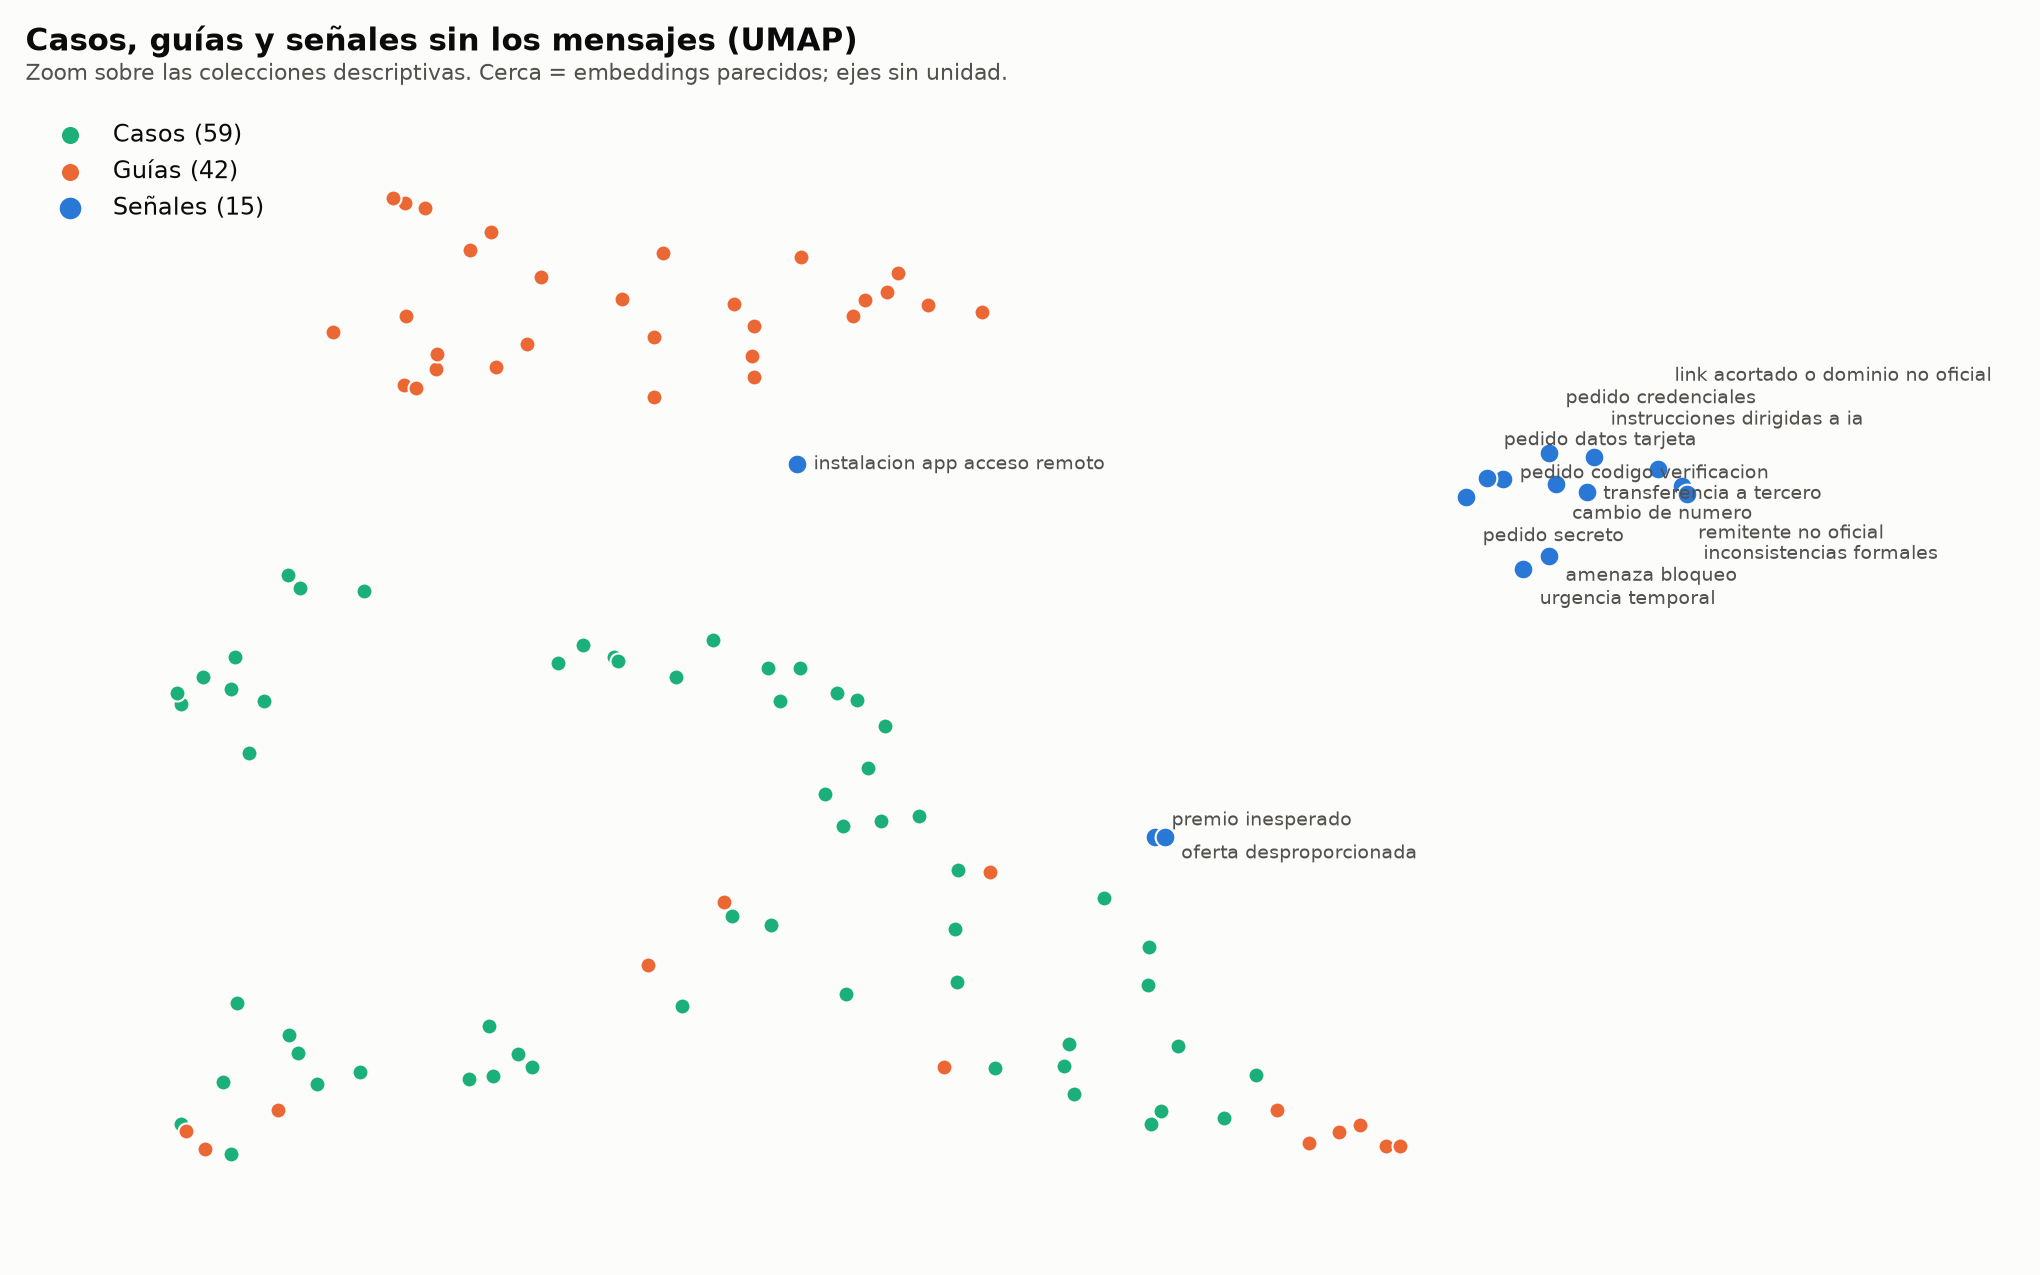 Casos, guías y señales sin los mensajes (UMAP)
Zoom sobre las colecciones descriptivas. Cerca = embeddings parecidos; ejes sin unidad.
Casos (59)
Guías (42)
Señales (15)
link acortado o dominio no oficial
pedido credenciales
instrucciones dirigidas a ia
pedido datos tarjeta
instalacion app acceso remoto
pedido codigo verificacion
transferencia a tercero
cambio de numero
remitente no oficial
pedido secreto
inconsistencias formales
amenaza bloqueo
urgencia temporal
premio inesperado
oferta desproporcionada